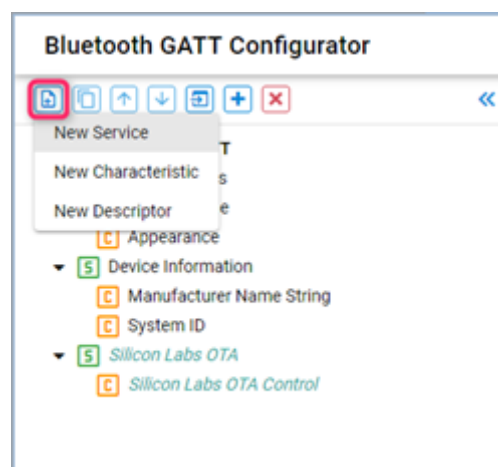 Bluetooth GATT Configurator
New Service
T
New Characteristic
s
New Descriptor
e
C Appearance
S Device Information
C Manufacturer Name String
C System ID
S Silicon Labs OTA
C Silicon Labs OTA Control